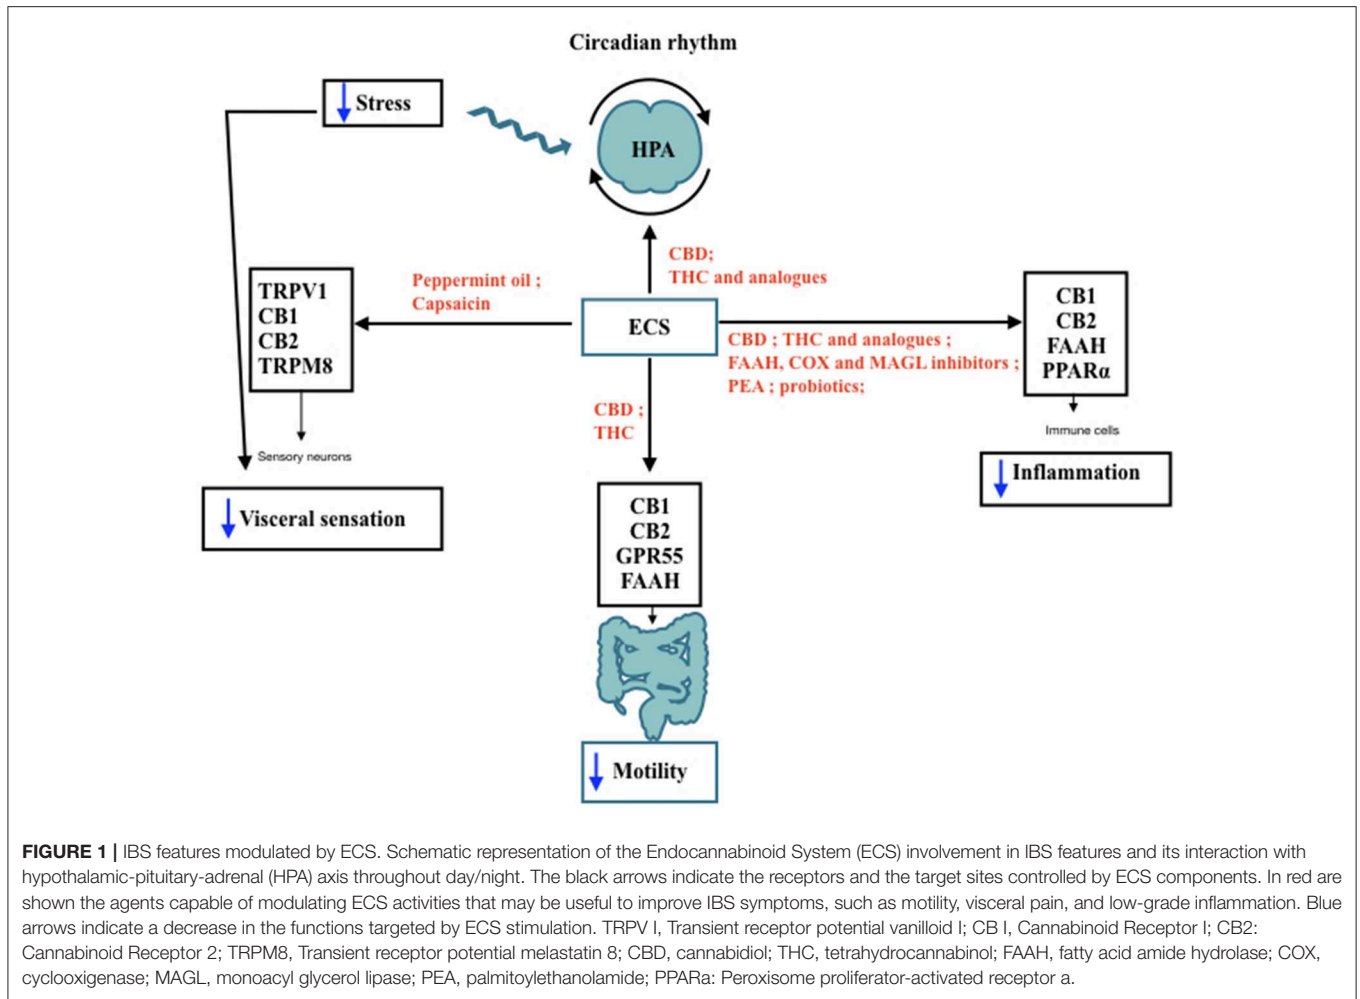 Circadian rhythm
Stress
HPA
CBD;
THC and analogues
Peppermint oil ;
Capsaicin
TRPV1
CB1
CB2
TRPM8
ECS
CB1
CB2
FAAH
PPARα
CBD ; THC and analogues ;
FAAH, COX and MAGL inhibitors ;
PEA ; probiotics;
CBD ;
THC
Immune cells
Sensory neurons
Inflammation
Visceral sensation
CB1
CB2
GPR55
FAAH
Motility
FIGURE 1 | IBS features modulated by ECS. Schematic representation of the Endocannabinoid System (ECS) involvement in IBS features and its interaction with
hypothalamic-pituitary-adrenal (HPA) axis throughout day/night. The black arrows indicate the receptors and the target sites controlled by ECS components. In red are
shown the agents capable of modulating ECS activities that may be useful to improve IBS symptoms, such as motility, visceral pain, and low-grade inflammation. Blue
arrows indicate a decrease in the functions targeted by ECS stimulation. TRPV I, Transient receptor potential vanilloid I; CB I, Cannabinoid Receptor I; CB2:
Cannabinoid Receptor 2; TRPM8, Transient receptor potential melastatin 8; CBD, cannabidiol; THC, tetrahydrocannabinol; FAAH, fatty acid amide hydrolase; COX,
cyclooxigenase; MAGL, monoacyl glycerol lipase; PEA, palmitoylethanolamide; PPARa: Peroxisome proliferator-activated receptor a.